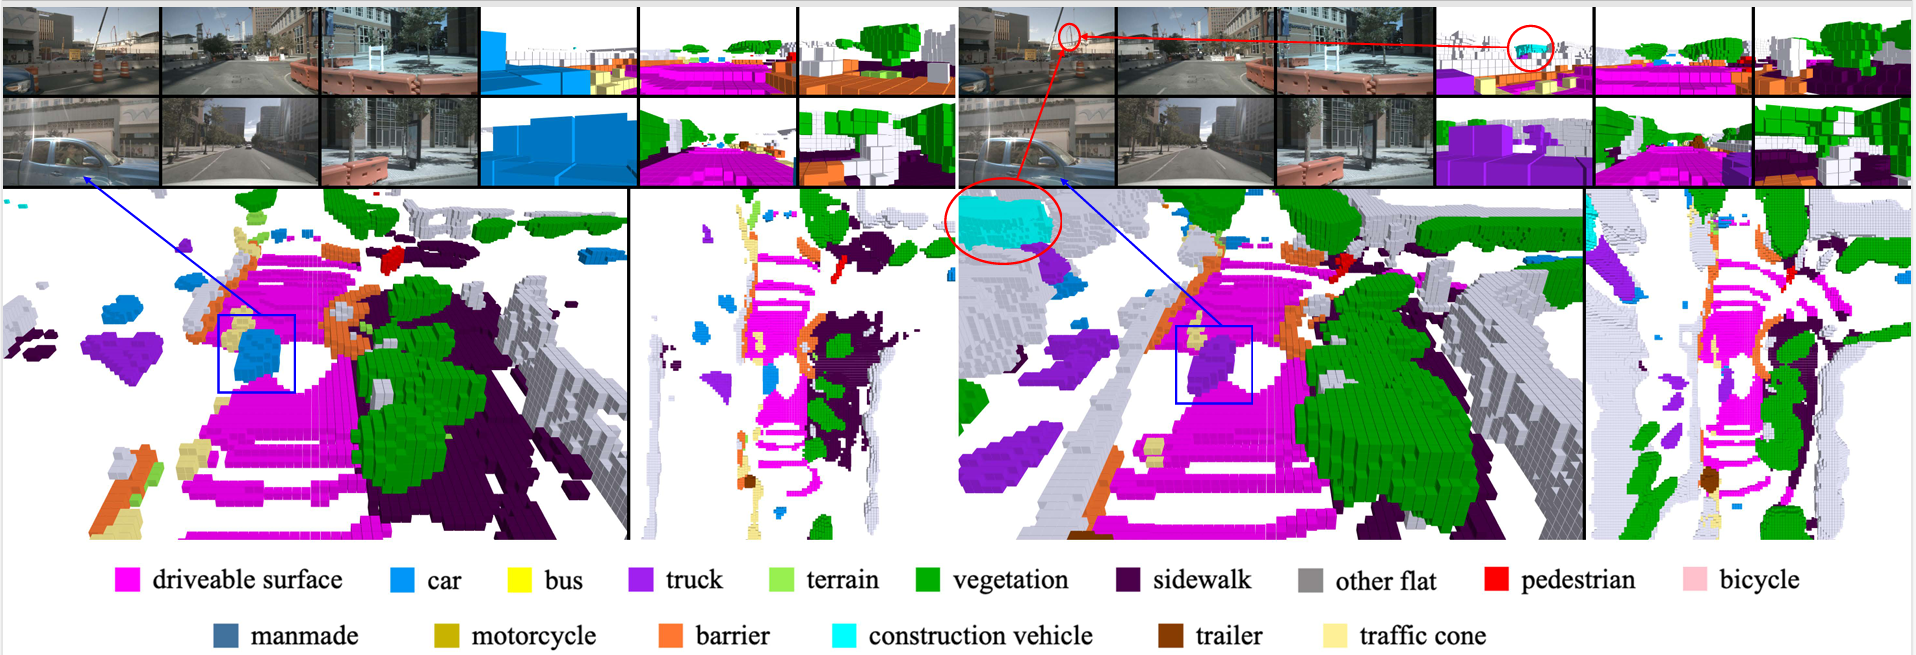 driveable surface car bus truck terrain vegetation sidewalk other flat pedestrian bicycle
manmade motorcycle barrier construction vehicle trailer traffic cone